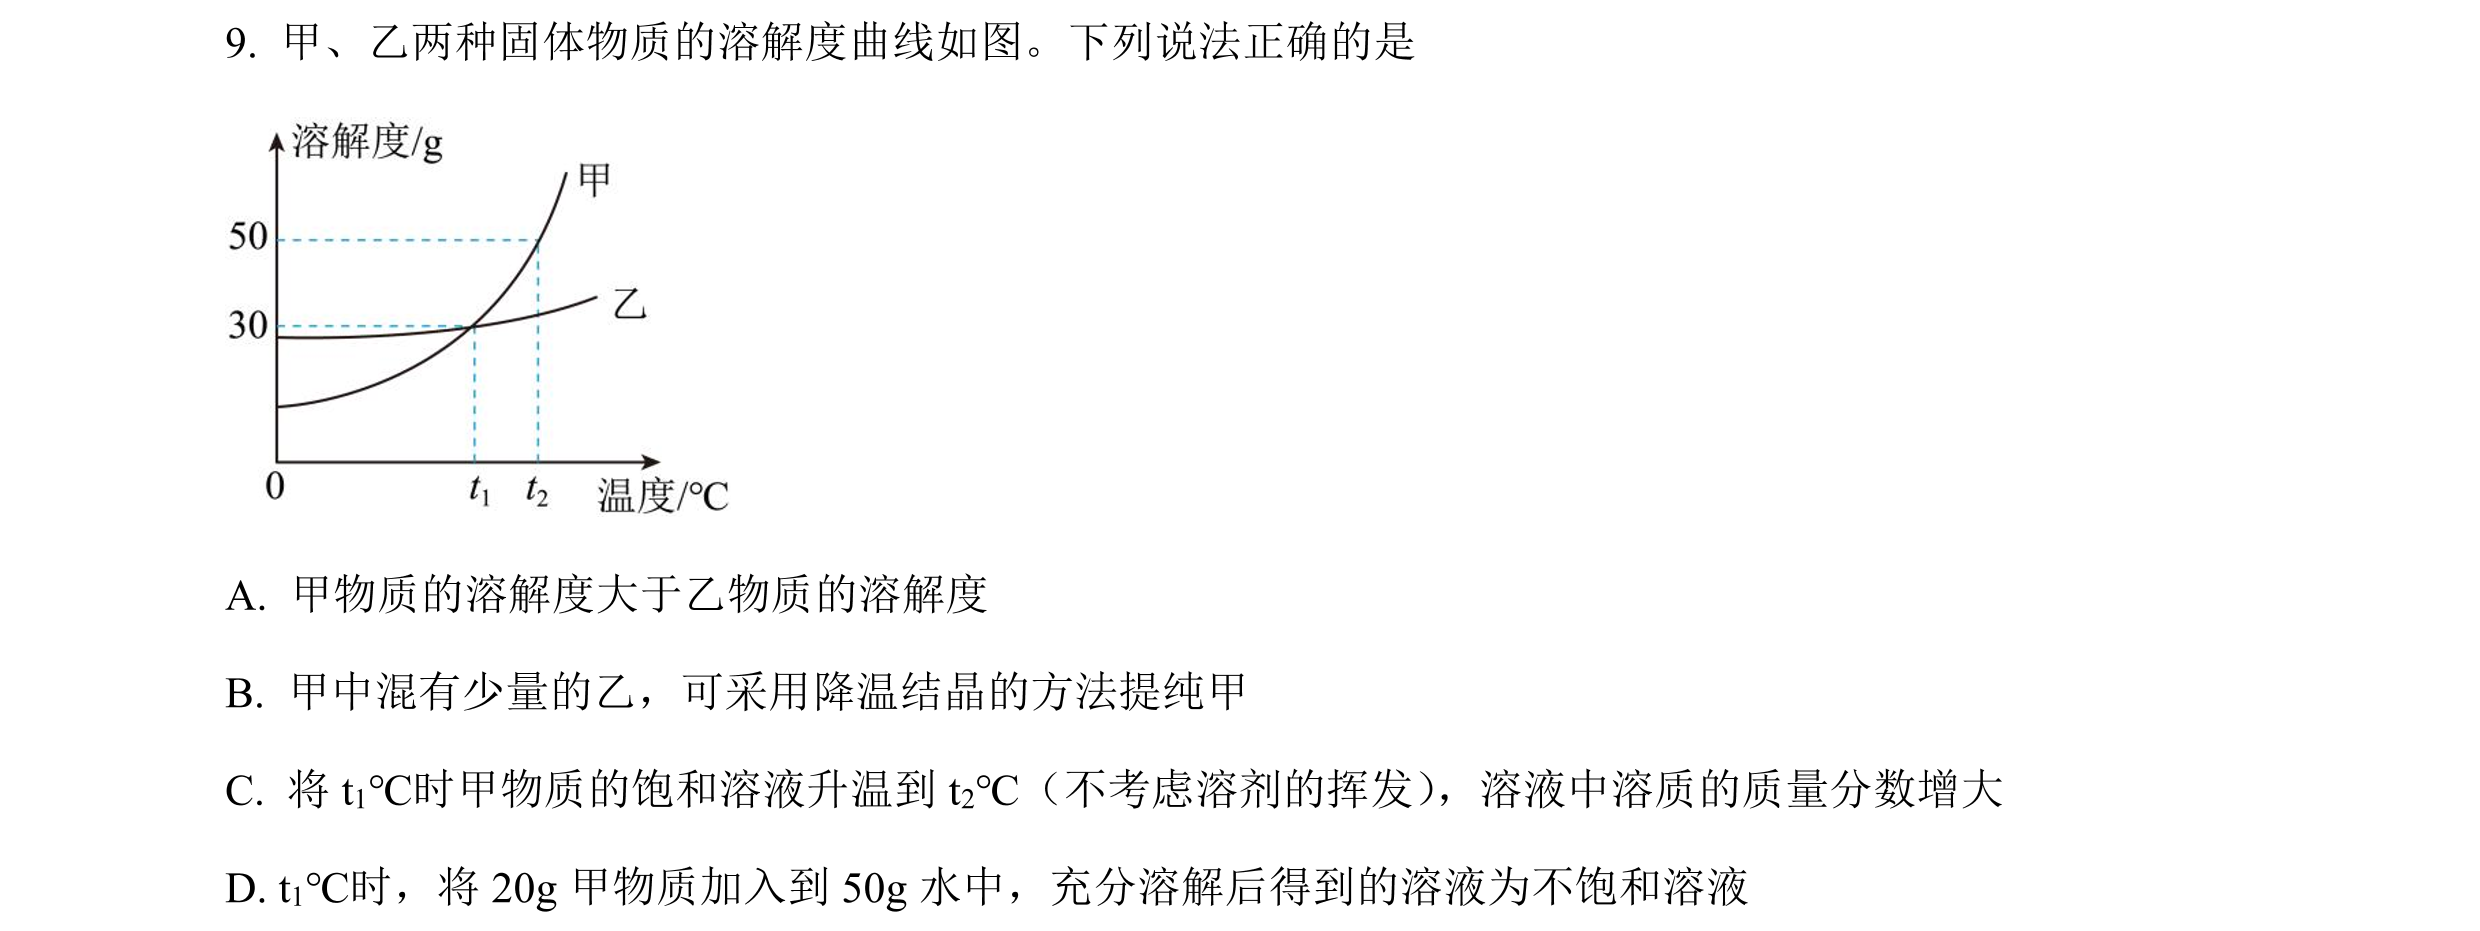 9. 甲、乙两种固体物质的溶解度曲线如图。下列说法正确的是
溶解度/g
甲
50
乙
30
0
t₁
t₂
温度/℃
A. 甲物质的溶解度大于乙物质的溶解度
B. 甲中混有少量的乙，可采用降温结晶的方法提纯甲
C. 将 t₁℃时甲物质的饱和溶液升温到 t₂℃（不考虑溶剂的挥发），溶液中溶质的质量分数增大
D. t₁℃时，将 20g 甲物质加入到 50g 水中，充分溶解后得到的溶液为不饱和溶液